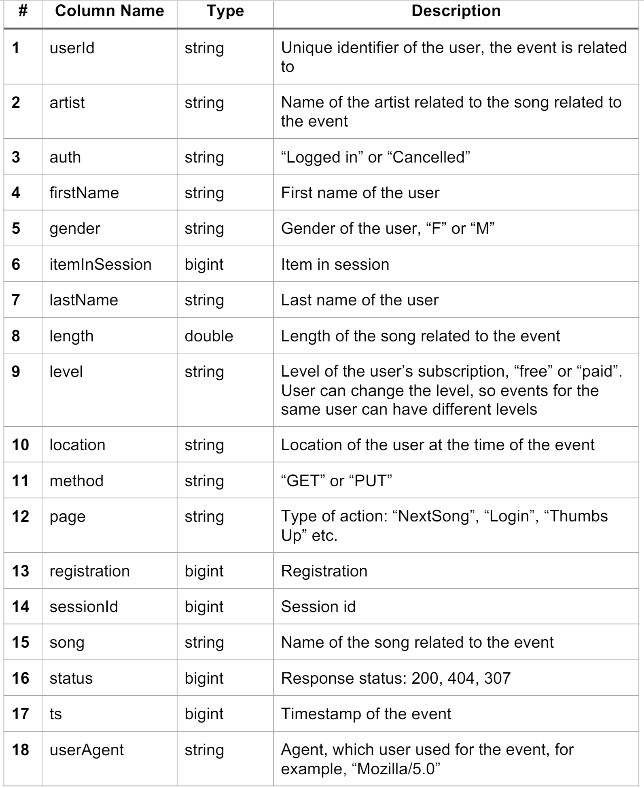 # Column Name Type Description
1 userId string Unique identifier of the user, the event is related
to
2 artist string Name of the artist related to the song related to
the event
3 auth string “Logged in” or “Cancelled”
4 firstName string First name of the user
5 gender string Gender of the user, “F” or “M”
6 itemInSession bigint Item in session
7 lastName string Last name of the user
8 length double Length of the song related to the event
9 level string Level of the user’s subscription, “free” or “paid”.
User can change the level, so events for the
same user can have different levels
10 location string Location of the user at the time of the event
11 method string “GET” or “PUT”
12 page string Type of action: “NextSong”, “Login”, “Thumbs
Up” etc.
13 registration bigint Registration
14 sessionId bigint Session id
15 song string Name of the song related to the event
16 status bigint Response status: 200, 404, 307
17 ts bigint Timestamp of the event
18 userAgent string Agent, which user used for the event, for
example, “Mozilla/5.0”